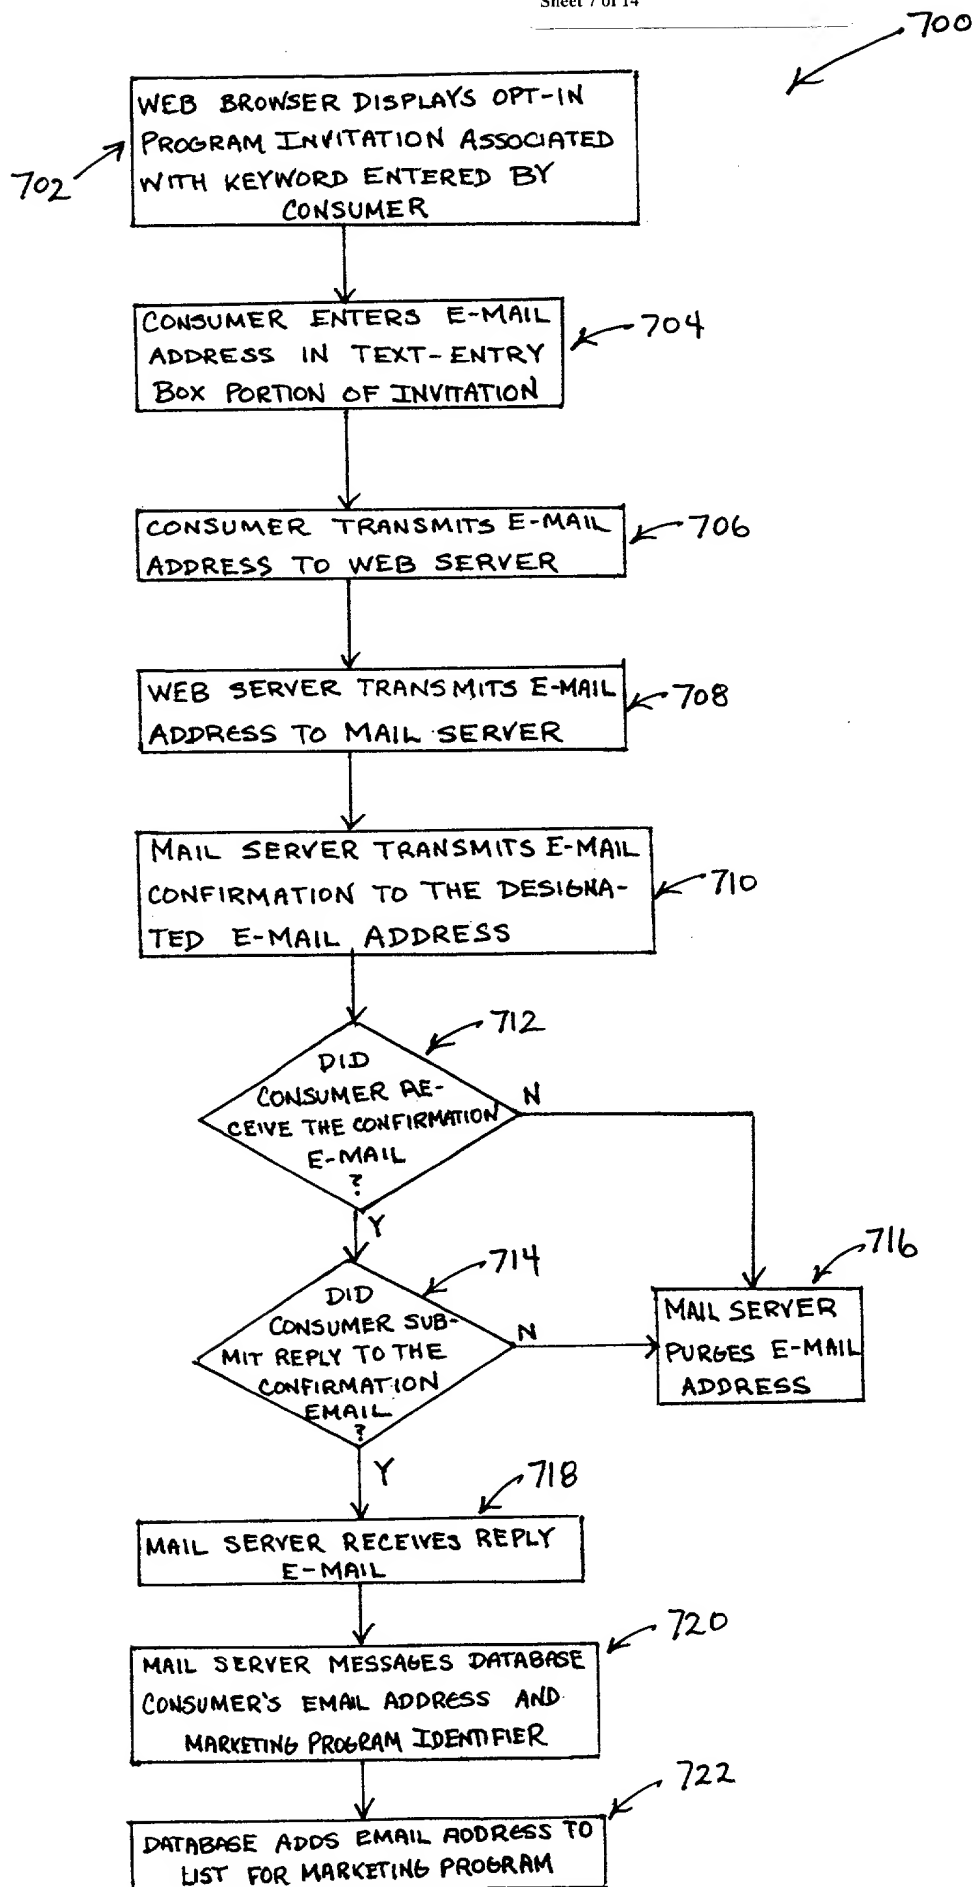 Sheet 7 of 14
700
WEB BROWSER DISPLAYS OPT-IN
PROGRAM INVITATION ASSOCIATED
WITH KEYWORD ENTERED BY
CONSUMER
702
CONSUMER ENTERS E-MAIL
ADDRESS IN TEXT-ENTRY
BOX PORTION OF INVITATION
704
CONSUMER TRANSMITS E-MAIL
ADDRESS TO WEB SERVER
706
WEB SERVER TRANSMITS E-MAIL
ADDRESS TO MAIL SERVER
708
MAIL SERVER TRANSMITS E-MAIL
CONFIRMATION TO THE DESIGNA-
TED E-MAIL ADDRESS
710
712
DID
CONSUMER RE-
CEIVE THE CONFIRMATION
E-MAIL
?
N
Y
714
DID
CONSUMER SUB-
MIT REPLY TO THE
CONFIRMATION
EMAIL
?
N
Y
716
MAIL SERVER
PURGES E-MAIL
ADDRESS
718
MAIL SERVER RECEIVES REPLY
E-MAIL
720
MAIL SERVER MESSAGES DATABASE
CONSUMER'S EMAIL ADDRESS AND
MARKETING PROGRAM IDENTIFIER
722
DATABASE ADDS EMAIL ADDRESS TO
LIST FOR MARKETING PROGRAM